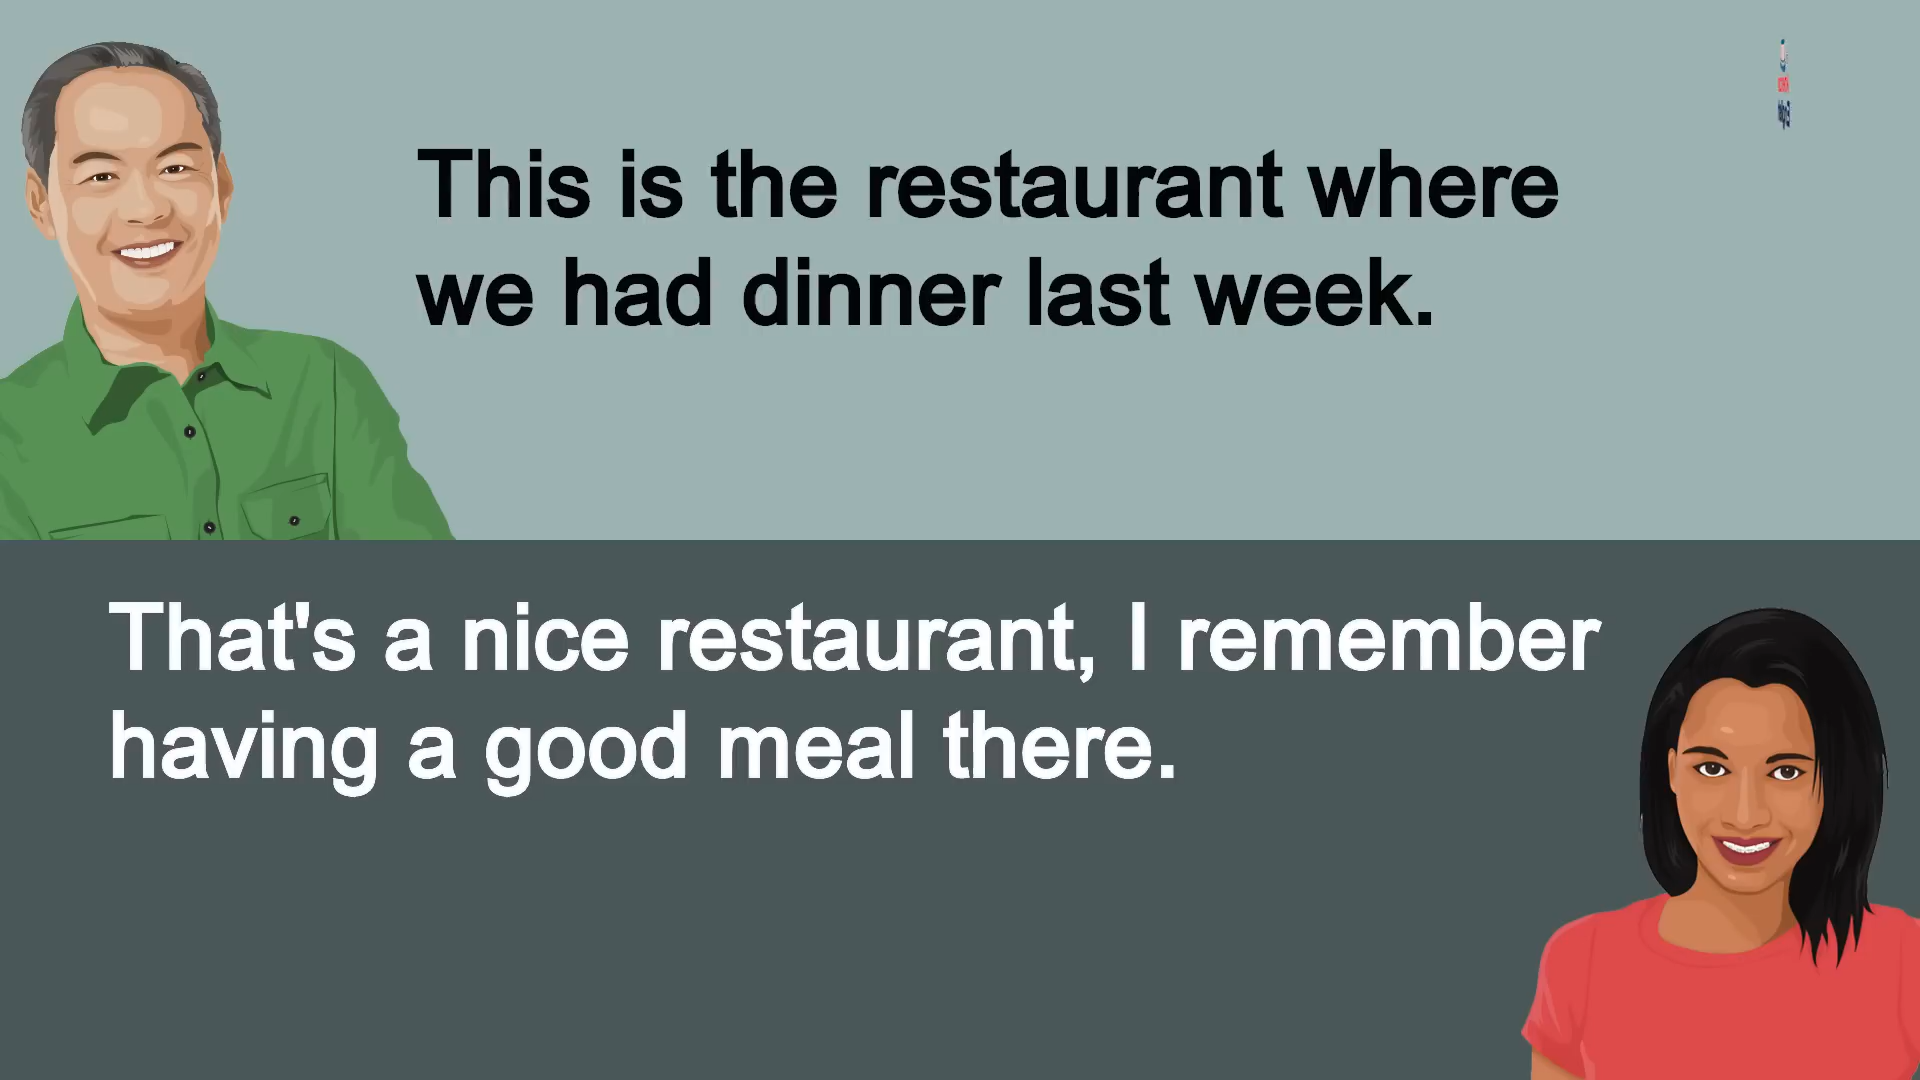 This is the restaurant where
we had dinner last week.
That's a nice restaurant, I remember
having a good meal there.